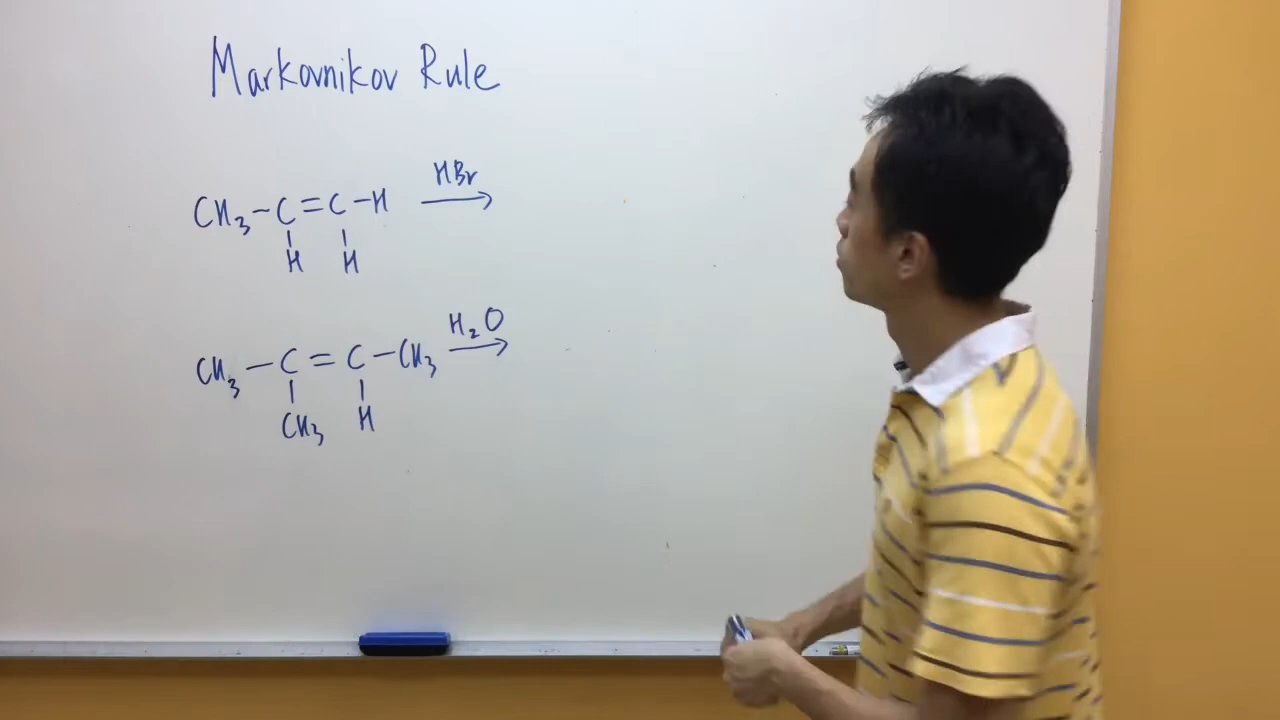 Markovnikov Rule
CH₃-C=C-H HBr→
H H
CH₃-C=C-CH₃ H₂O→
CH₃ H